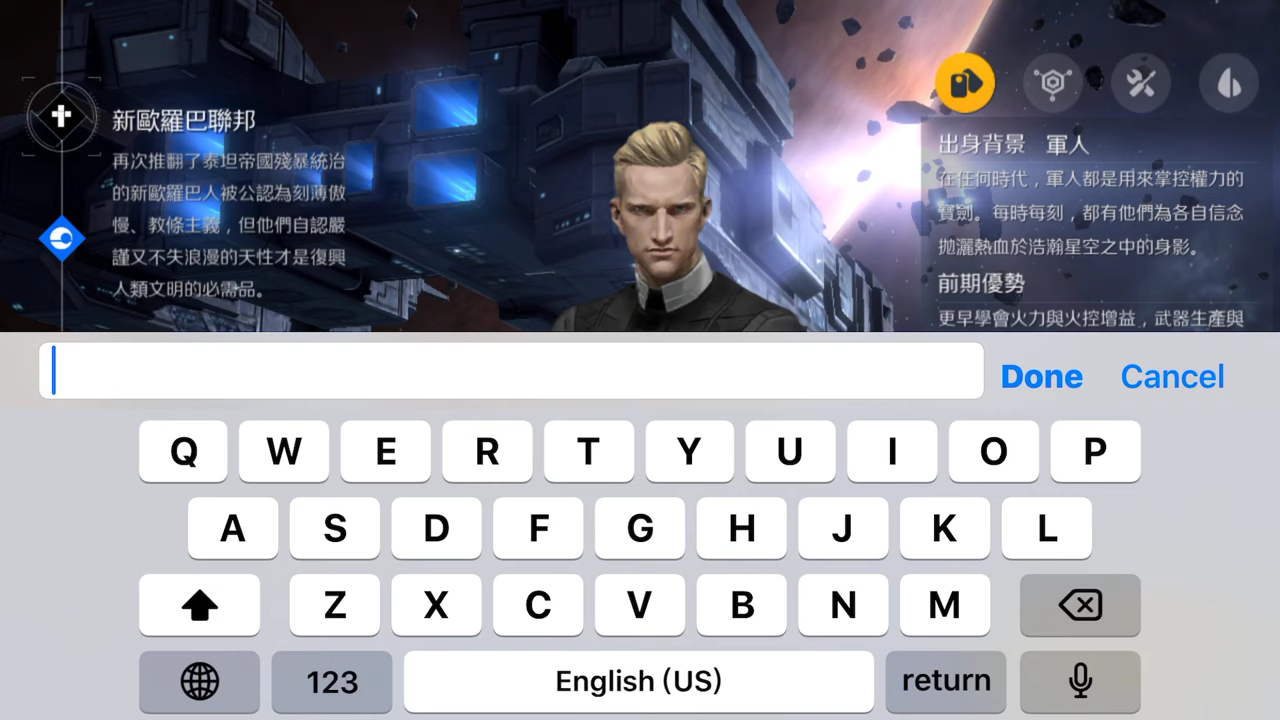 新歐羅巴聯邦
再次推翻了泰坦帝國殘暴統治
的新歐羅巴人被公認為刻薄傲
慢、教條主義，但他們自認嚴
謹又不失浪漫的天性才是復興
人類文明的必需品。
出身背景 軍人
在任何時代，軍人都是用來掌控權力的
寶劍。每時每刻，都有他們為各自信念
拋灑熱血於浩瀚星空之中的身影。
前期優勢
更早學會火力與火控增益，武器生產與
Done Cancel
Q W E R T Y U I O P
A S D F G H J K L
Z X C V B N M
123 English (US) return